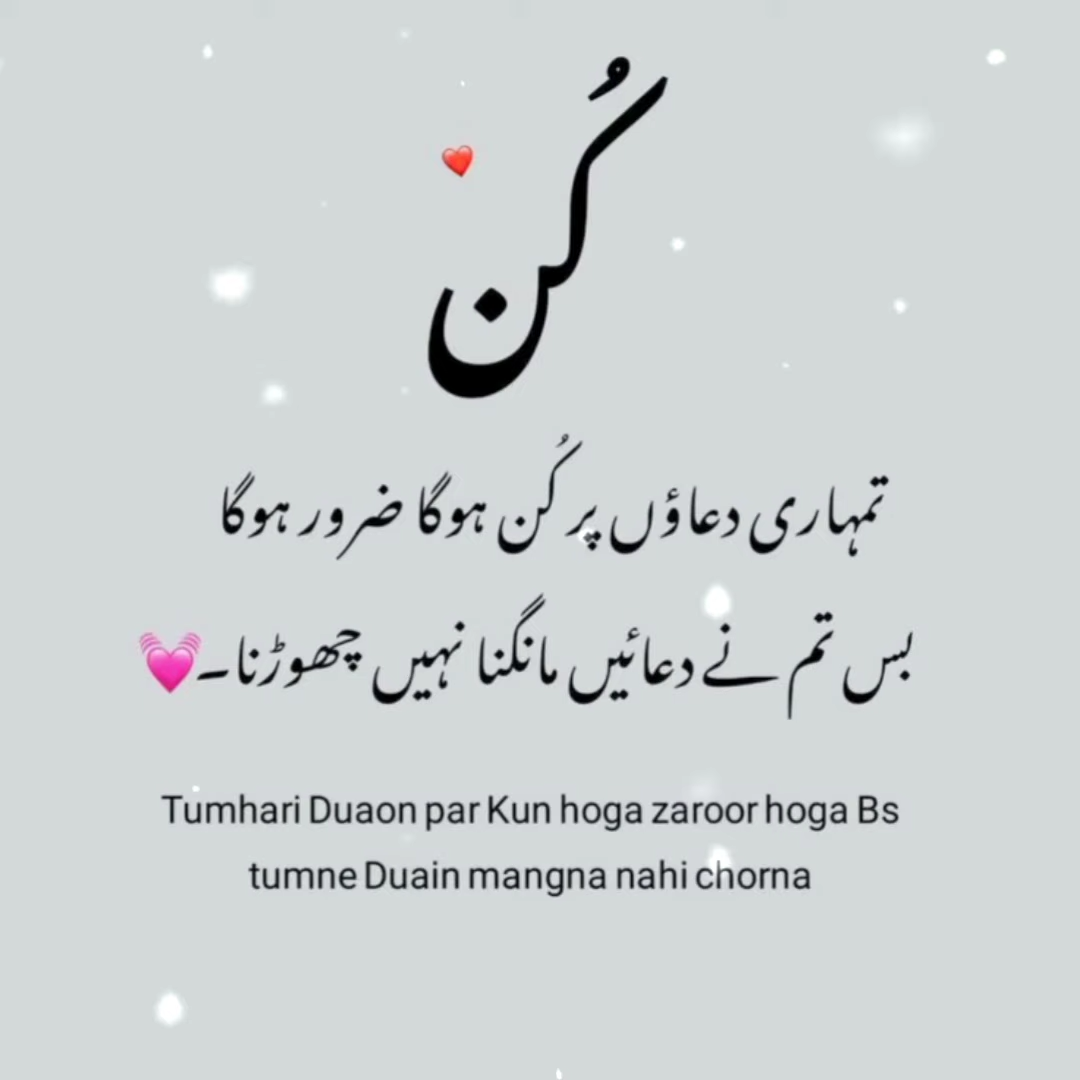 کُن ❤️
تمہاری دعاؤں پر کُن ہوگا ضرور ہوگا
بس تم نے دعائیں مانگنا نہیں چھوڑنا۔💓
Tumhari Duaon par Kun hoga zaroor hoga Bs
tumne Duain mangna nahi chorna